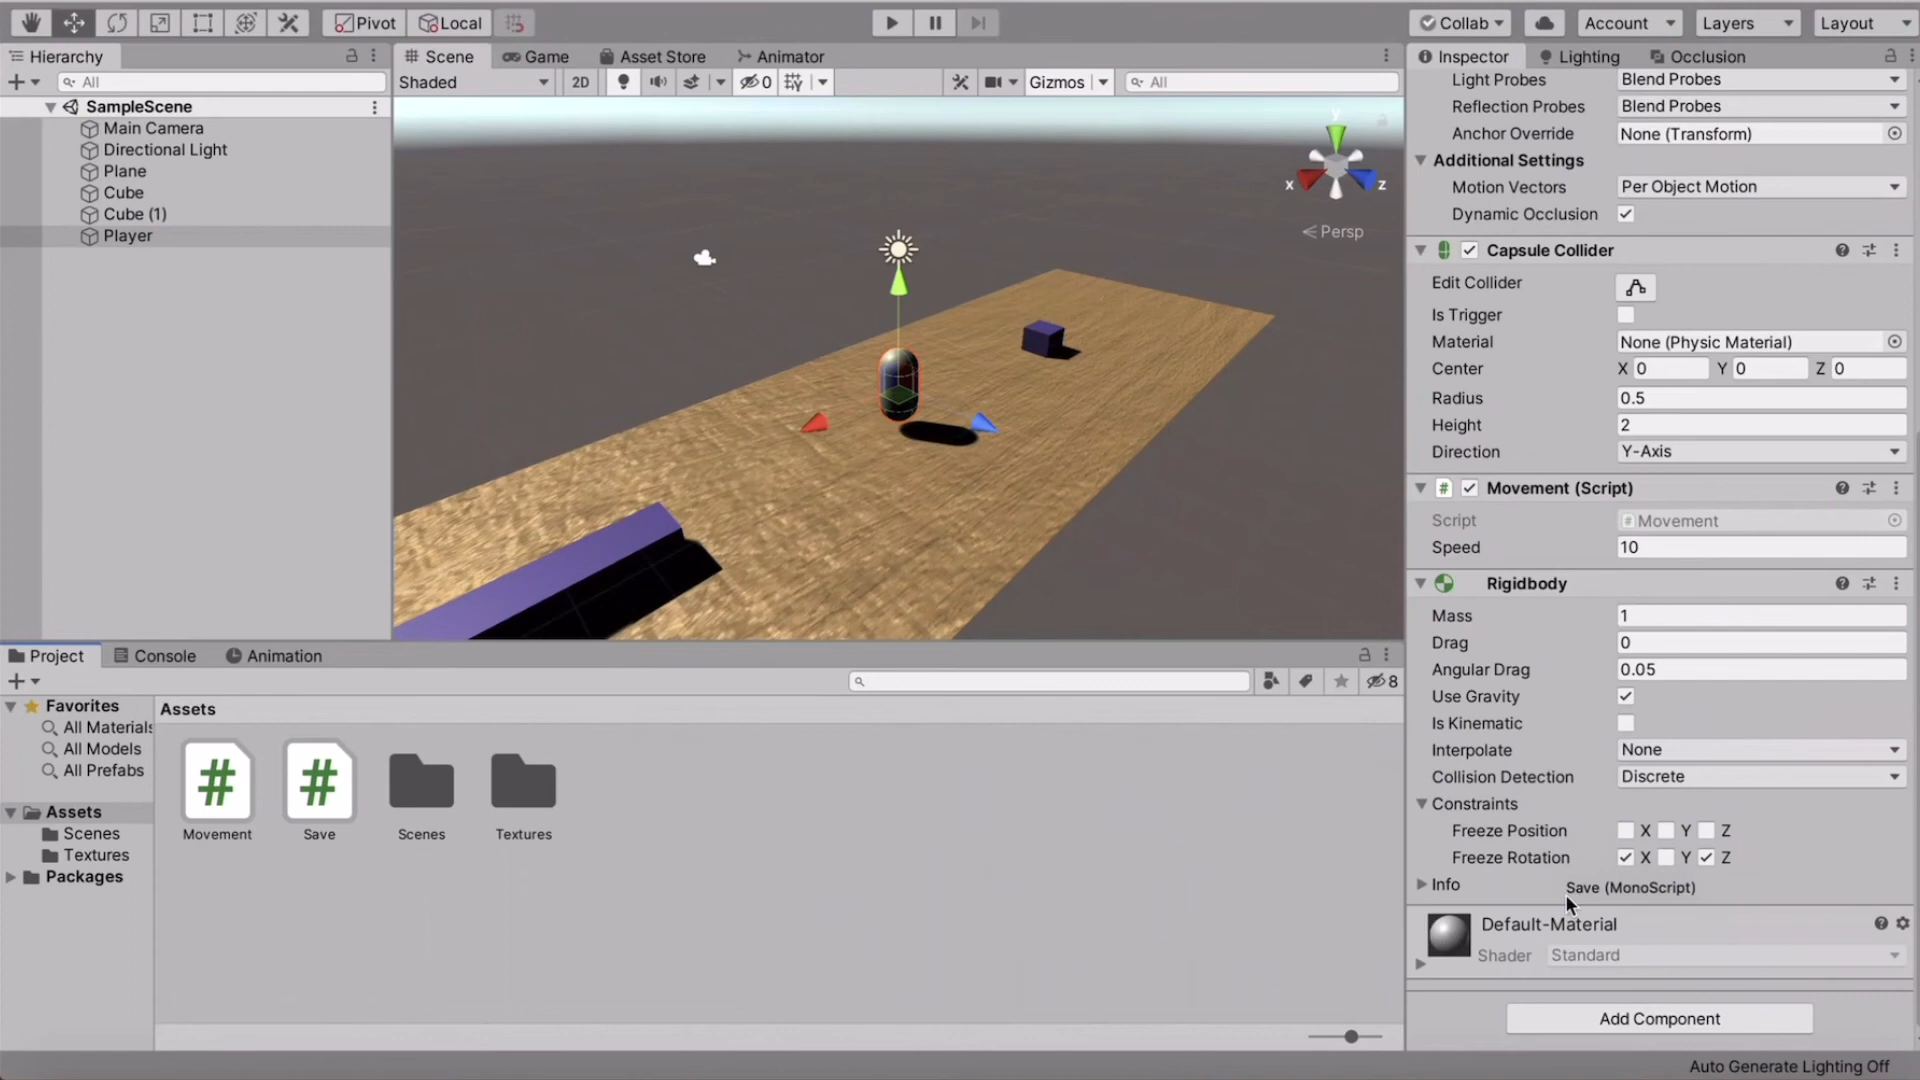 Pivot Local Collab Account Layers Layout
Hierarchy Scene Game Asset Store Animator Inspector Lighting Occlusion
All Shaded 2D 0 Gizmos All
SampleScene
Main Camera
Directional Light
Plane
Cube
Cube (1)
Player
y
x
z
Persp
Light Probes Blend Probes
Reflection Probes Blend Probes
Anchor Override None (Transform)
Additional Settings
Motion Vectors Per Object Motion
Dynamic Occlusion
Capsule Collider
Edit Collider
Is Trigger
Material None (Physic Material)
Center X 0 Y 0 Z 0
Radius 0.5
Height 2
Direction Y-Axis
# Movement (Script)
Script # Movement
Speed 10
Rigidbody
Mass 1
Drag 0
Angular Drag 0.05
Use Gravity
Is Kinematic
Interpolate None
Collision Detection Discrete
Constraints
Freeze Position X Y Z
Freeze Rotation X Y Z
Info
Save (MonoScript)
Default-Material
Shader Standard
Add Component
Project Console Animation
8
Favorites
All Materials
All Models
All Prefabs
Assets
Scenes
Textures
Packages
Assets
# #
Movement Save Scenes Textures
Auto Generate Lighting Off